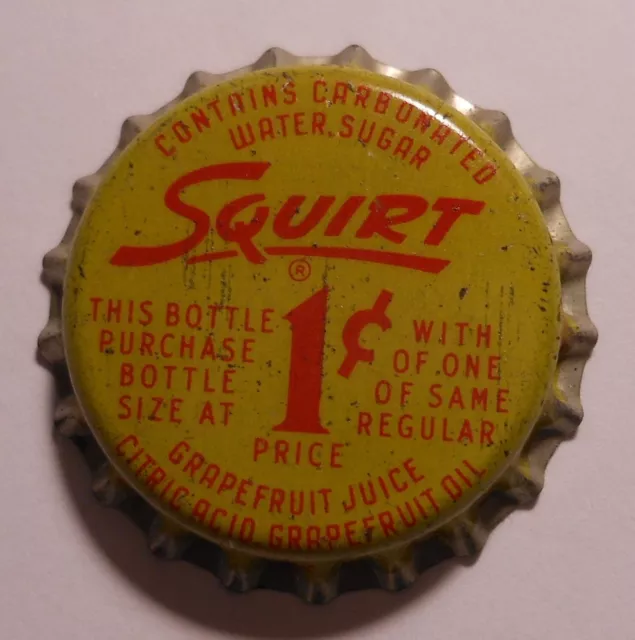 CONTAINS CARBONATED
WATER, SUGAR
SQUIRT
®
1¢
THIS BOTTLE WITH
PURCHASE OF ONE
BOTTLE OF SAME
SIZE AT REGULAR
PRICE
GRAPEFRUIT JUICE
CITRIC ACID GRAPEFRUIT OIL